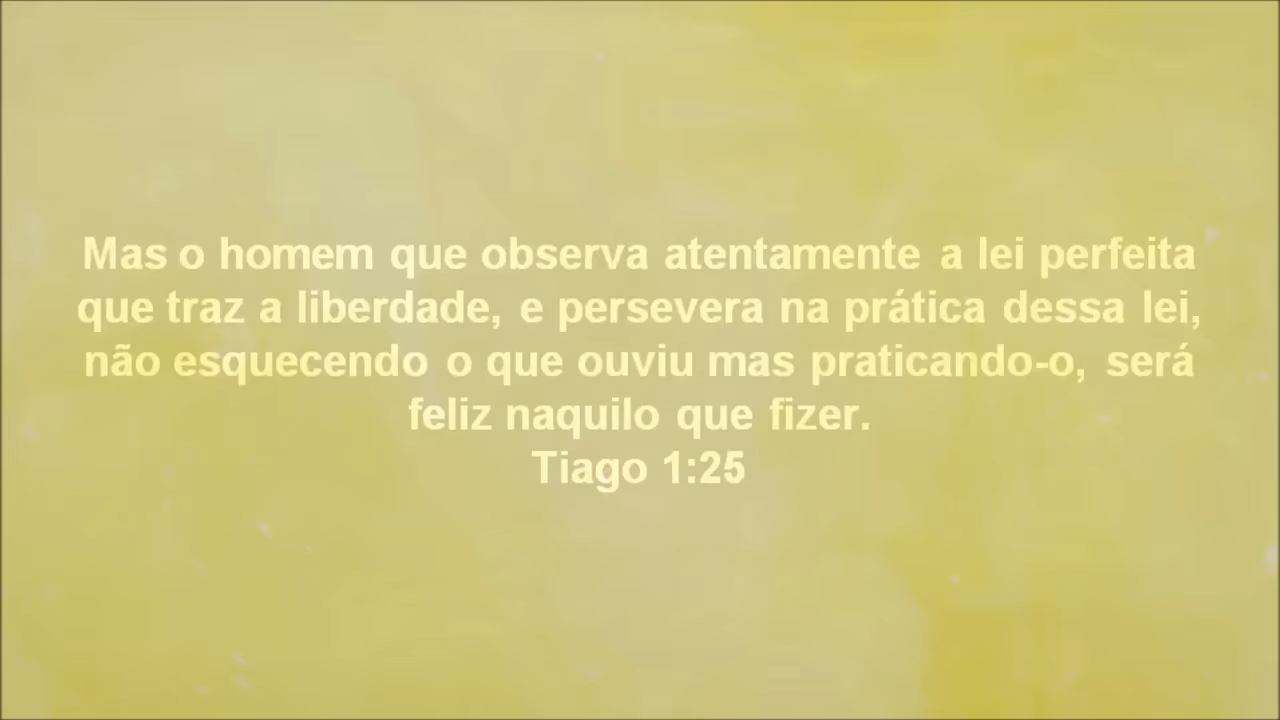 Mas o homem que observa atentamente a lei perfeita
que traz a liberdade, e persevera na prática dessa lei,
não esquecendo o que ouviu mas praticando-o, será
feliz naquilo que fizer.
Tiago 1:25